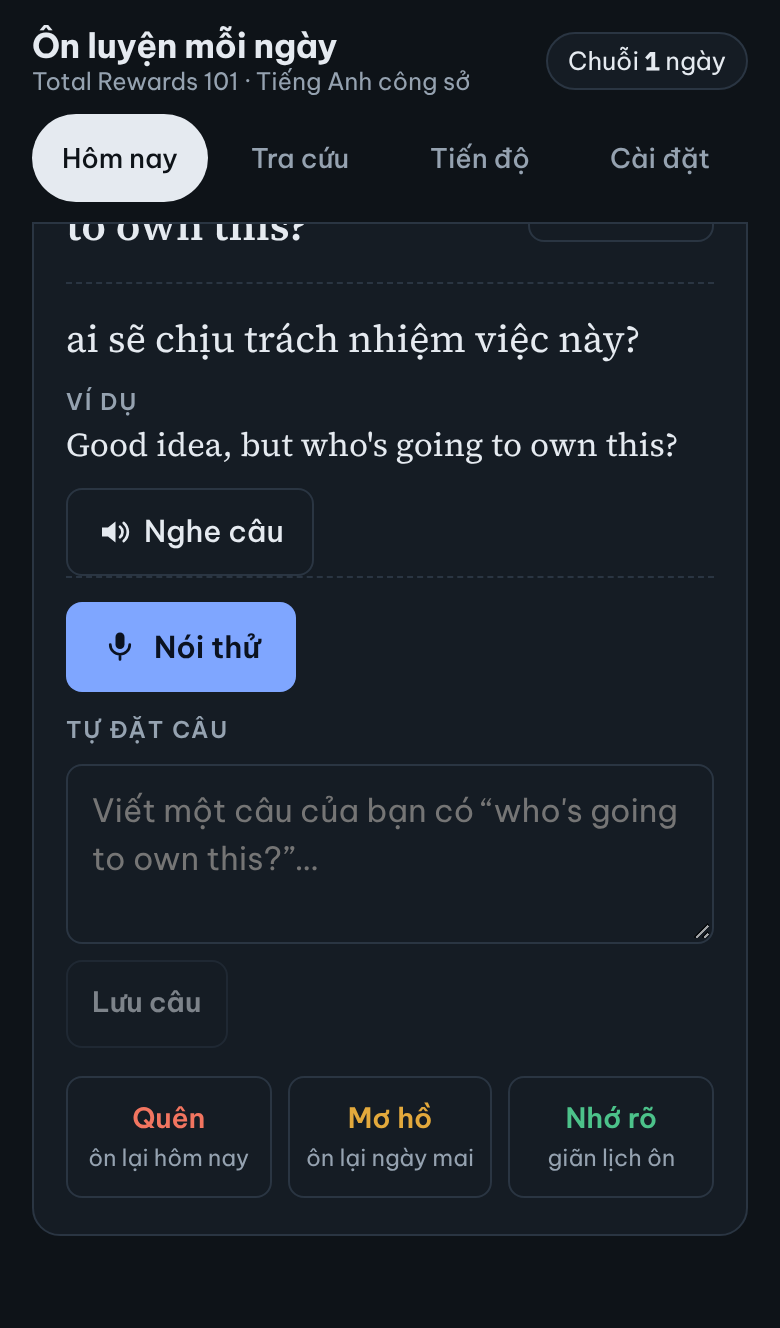 Ôn luyện mỗi ngày
Total Rewards 101 · Tiếng Anh công sở
Chuỗi 1 ngày
Hôm nay
Tra cứu
Tiến độ
Cài đặt
to own this?
ai sẽ chịu trách nhiệm việc này?
VÍ DỤ
Good idea, but who's going to own this?
Nghe câu
Nói thử
TỰ ĐẶT CÂU
Viết một câu của bạn có “who's going
to own this?”...
Lưu câu
Quên
ôn lại hôm nay
Mơ hồ
ôn lại ngày mai
Nhớ rõ
giãn lịch ôn